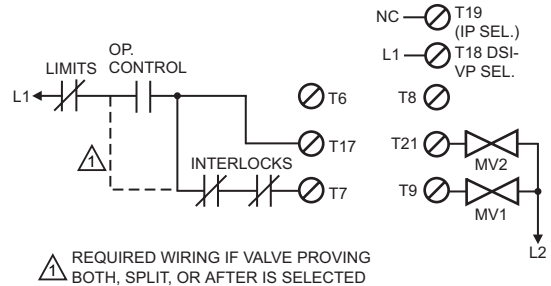 NC
T19
(IP SEL.)
L1
T18 DSI-
VP SEL.
OP.
CONTROL
LIMITS
L1
T6
T8
T17
T21
MV2
1
INTERLOCKS
T7
T9
MV1
L2
1 REQUIRED WIRING IF VALVE PROVING
BOTH, SPLIT, OR AFTER IS SELECTED